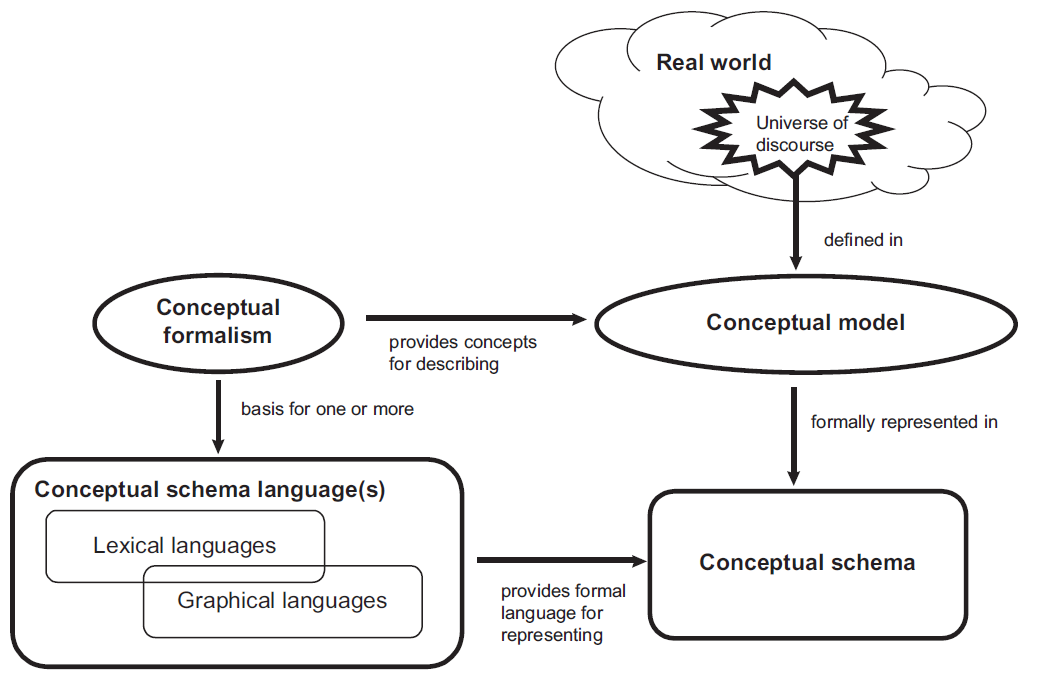 Real world
Universe of
discourse
defined in
Conceptual
formalism
provides concepts
for describing
Conceptual model
basis for one or more
formally represented in
Conceptual schema language(s)
Lexical languages
Graphical languages
provides formal
language for
representing
Conceptual schema